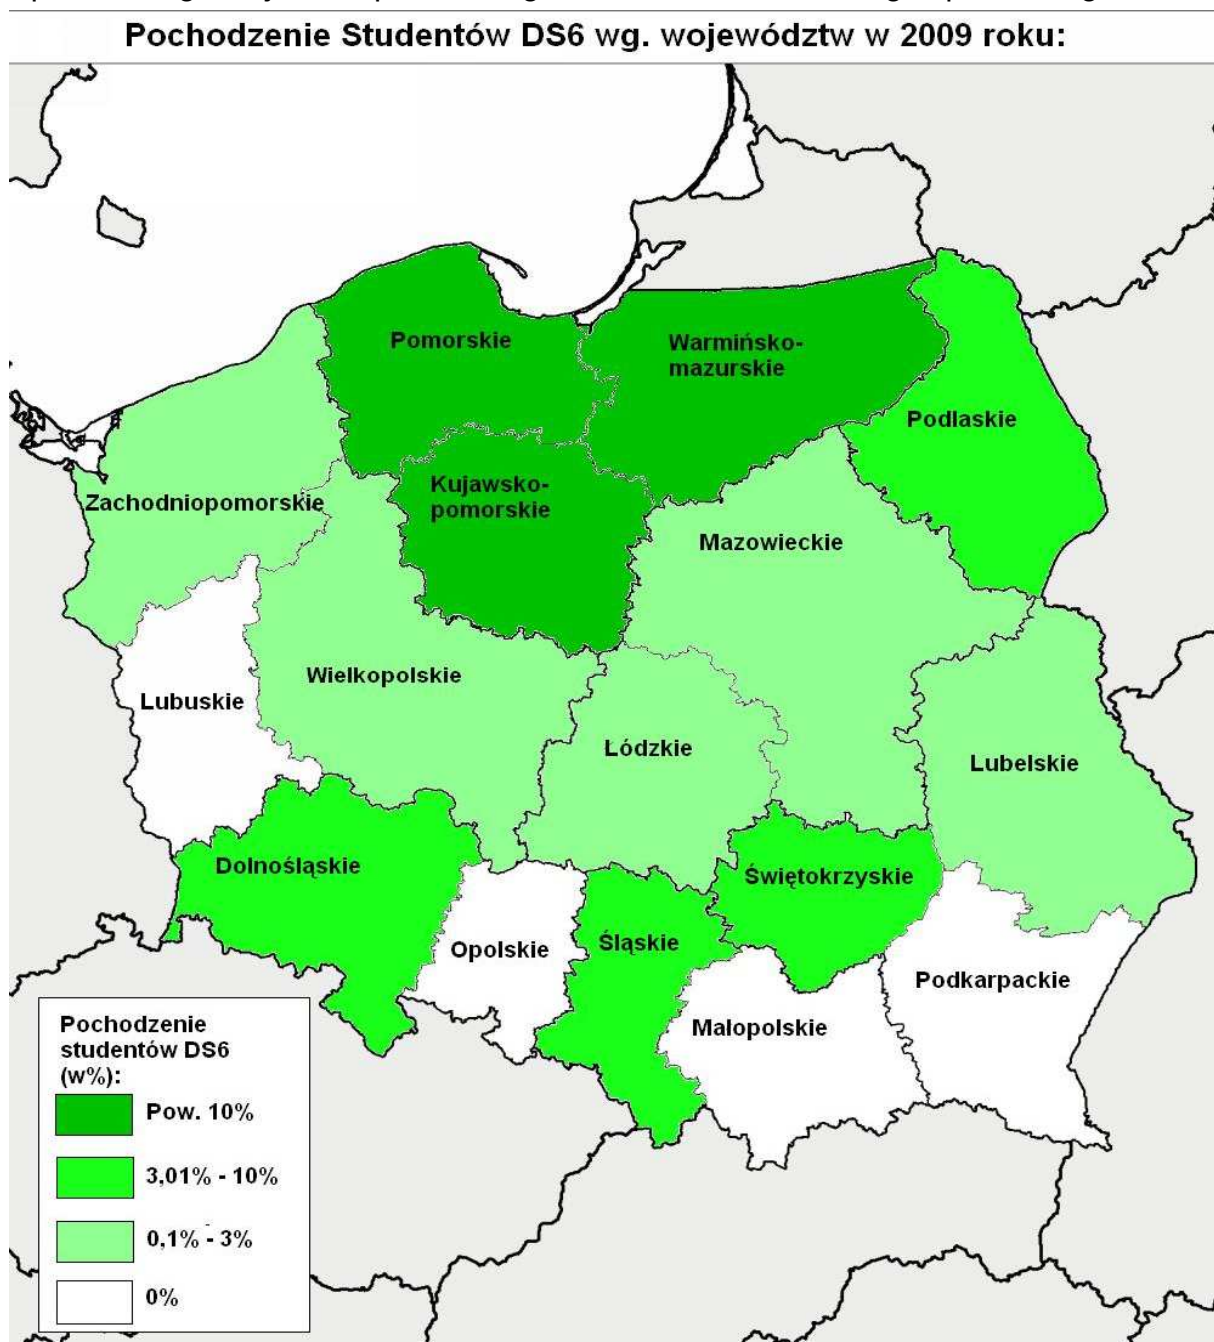 Pochodzenie Studentów DS6 wg. województw w 2009 roku:
Pomorskie
Warmińsko-
mazurskie
Podlaskie
Kujawsko-
pomorskie
Zachodniopomorskie
Mazowieckie
Wielkopolskie
Lubuskie
Łódzkie
Lubelskie
Dolnośląskie
Świętokrzyskie
Opolskie
Śląskie
Podkarpackie
Małopolskie
Pochodzenie
studentów DS6
(w%):
Pow. 10%
3,01% - 10%
0,1% - 3%
0%